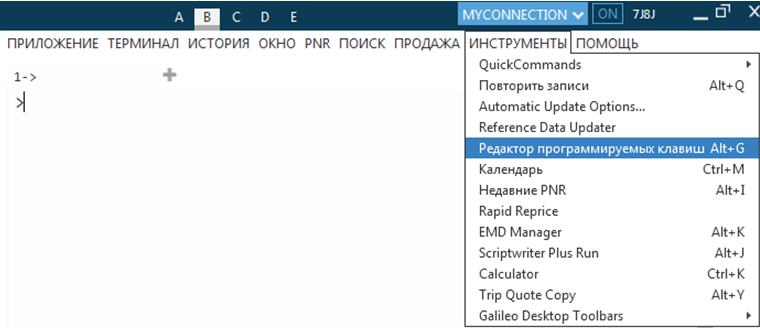 A B C D E MYCONNECTION ON 7J8J
ПРИЛОЖЕНИЕ ТЕРМИНАЛ ИСТОРИЯ ОКНО PNR ПОИСК ПРОДАЖА ИНСТРУМЕНТЫ ПОМОЩЬ
1->
>
QuickCommands
Повторить записи Alt+Q
Automatic Update Options...
Reference Data Updater
Редактор программируемых клавиш Alt+G
Календарь Ctrl+M
Недавние PNR Alt+I
Rapid Reprice
EMD Manager Alt+K
Scriptwriter Plus Run Alt+J
Calculator Ctrl+K
Trip Quote Copy Alt+Y
Galileo Desktop Toolbars